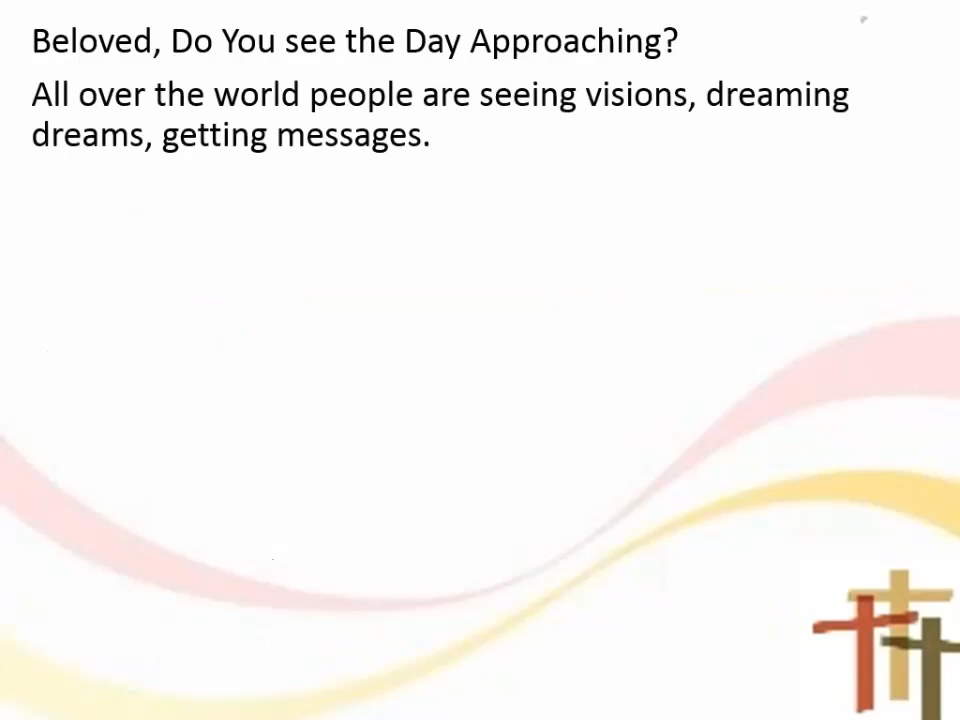 Beloved, Do You see the Day Approaching?
All over the world people are seeing visions, dreaming
dreams, getting messages.